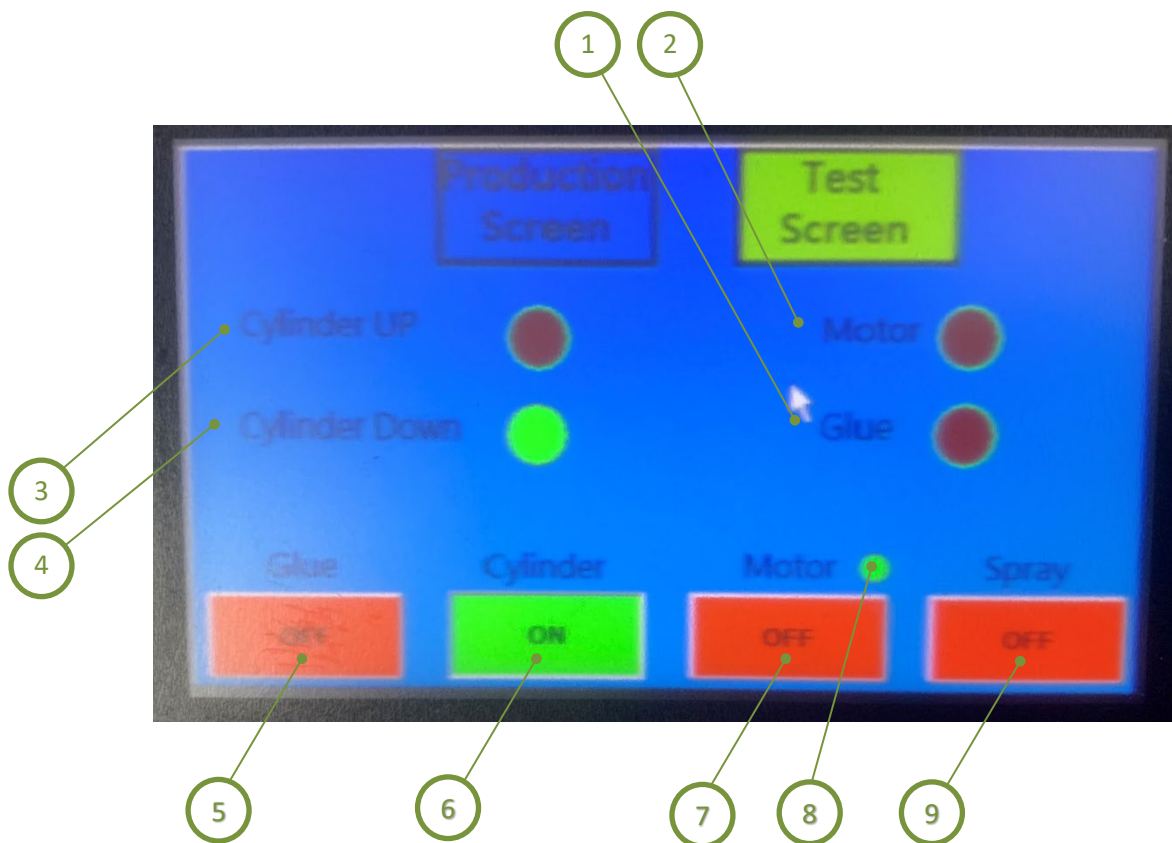 1 2
Production
Screen
Test
Screen
Cylinder UP
Motor
Cylinder Down
Glue
3
4
Glue
Cylinder
Motor
Spray
OFF
ON
OFF
OFF
5
6
7
8
9